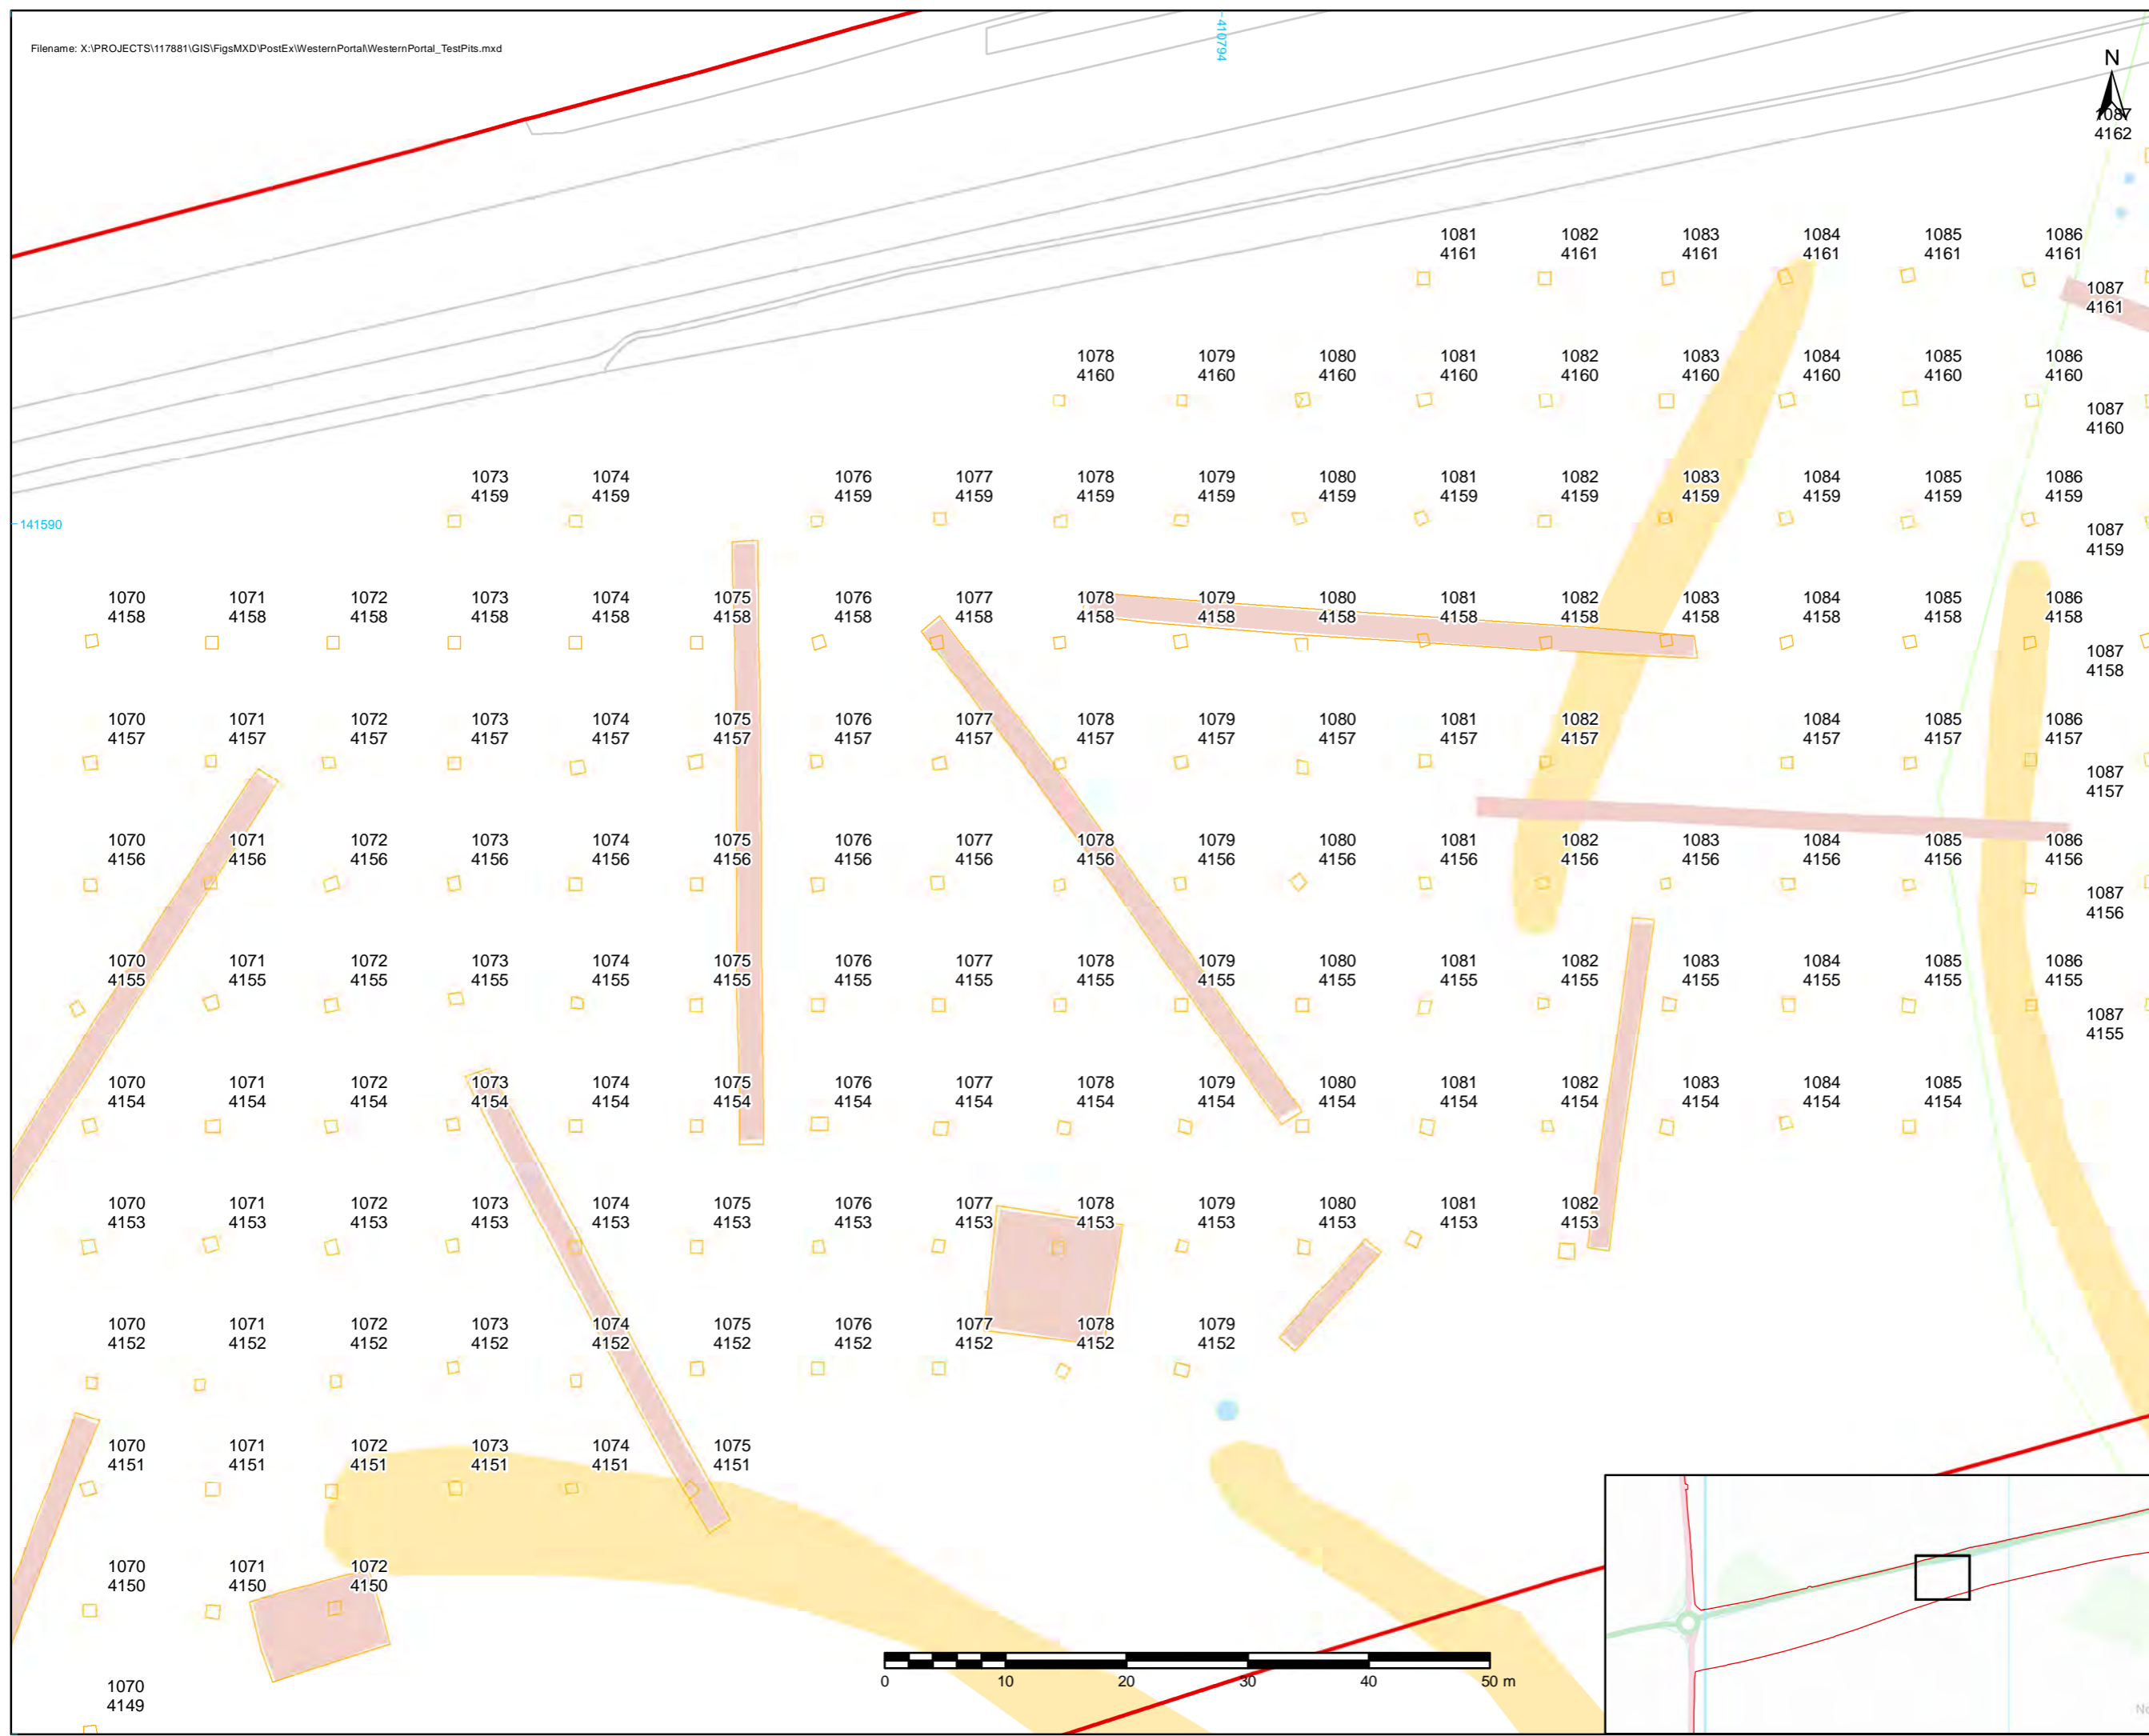 Filename: X:\PROJECTS\117881\GIS\FigsMXD\PostEx\WesternPortal\WesternPortal_TestPits.mxd
410794
N
1087
4162
1081 1082 1083 1084 1085 1086
4161 4161 4161 4161 4161 4161
1087
4161
1078 1079 1080 1081 1082 1083 1084 1085 1086
4160 4160 4160 4160 4160 4160 4160 4160 4160
1087
4160
1073 1074 1076 1077 1078 1079 1080 1081 1082 1083 1084 1085 1086
4159 4159 4159 4159 4159 4159 4159 4159 4159 4159 4159 4159 4159
141590
1087
4159
1070 1071 1072 1073 1074 1075 1076 1077 1078 1079 1080 1081 1082 1083 1084 1085 1086
4158 4158 4158 4158 4158 4158 4158 4158 4158 4158 4158 4158 4158 4158 4158 4158 4158
1087
4158
1070 1071 1072 1073 1074 1075 1076 1077 1078 1079 1080 1081 1082 1084 1085 1086
4157 4157 4157 4157 4157 4157 4157 4157 4157 4157 4157 4157 4157 4157 4157 4157
1087
4157
1070 1071 1072 1073 1074 1075 1076 1077 1078 1079 1080 1081 1082 1083 1084 1085 1086
4156 4156 4156 4156 4156 4156 4156 4156 4156 4156 4156 4156 4156 4156 4156 4156 4156
1087
4156
1070 1071 1072 1073 1074 1075 1076 1077 1078 1079 1080 1081 1082 1083 1084 1085 1086
4155 4155 4155 4155 4155 4155 4155 4155 4155 4155 4155 4155 4155 4155 4155 4155 4155
1087
4155
1070 1071 1072 1073 1074 1075 1076 1077 1078 1079 1080 1081 1082 1083 1084 1085
4154 4154 4154 4154 4154 4154 4154 4154 4154 4154 4154 4154 4154 4154 4154 4154
1070 1071 1072 1073 1074 1075 1076 1077 1078 1079 1080 1081 1082
4153 4153 4153 4153 4153 4153 4153 4153 4153 4153 4153 4153 4153
1070 1071 1072 1073 1074 1075 1076 1077 1078 1079
4152 4152 4152 4152 4152 4152 4152 4152 4152 4152
1070 1071 1072 1073 1074 1075
4151 4151 4151 4151 4151 4151
1070 1071 1072
4150 4150 4150
1070
4149
0 10 20 30 40 50 m